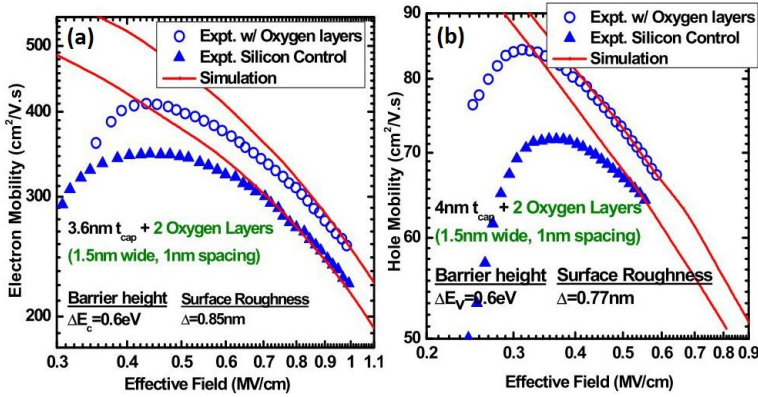 (a)
Expt. w/ Oxygen layers
Expt. Silicon Control
Simulation
Electron Mobility (cm²/V.s)
500
400
300
200
3.6nm t_cap + 2 Oxygen Layers
(1.5nm wide, 1nm spacing)
Barrier height Surface Roughness
ΔE_c=0.6eV Δ=0.85nm
0.3 0.4 0.5 0.6 0.7 0.8 0.9 1 1.1
Effective Field (MV/cm)
(b)
Expt. w/ Oxygen layers
Expt. Silicon Control
Simulation
Hole Mobility (cm²/V.s)
90
80
70
60
50
4nm t_cap + 2 Oxygen Layers
(1.5nm wide, 1nm spacing)
Barrier height Surface Roughness
ΔE_V=0.6eV Δ=0.77nm
0.2 0.3 0.4 0.5 0.6 0.7 0.8 0.9
Effective Field (MV/cm)